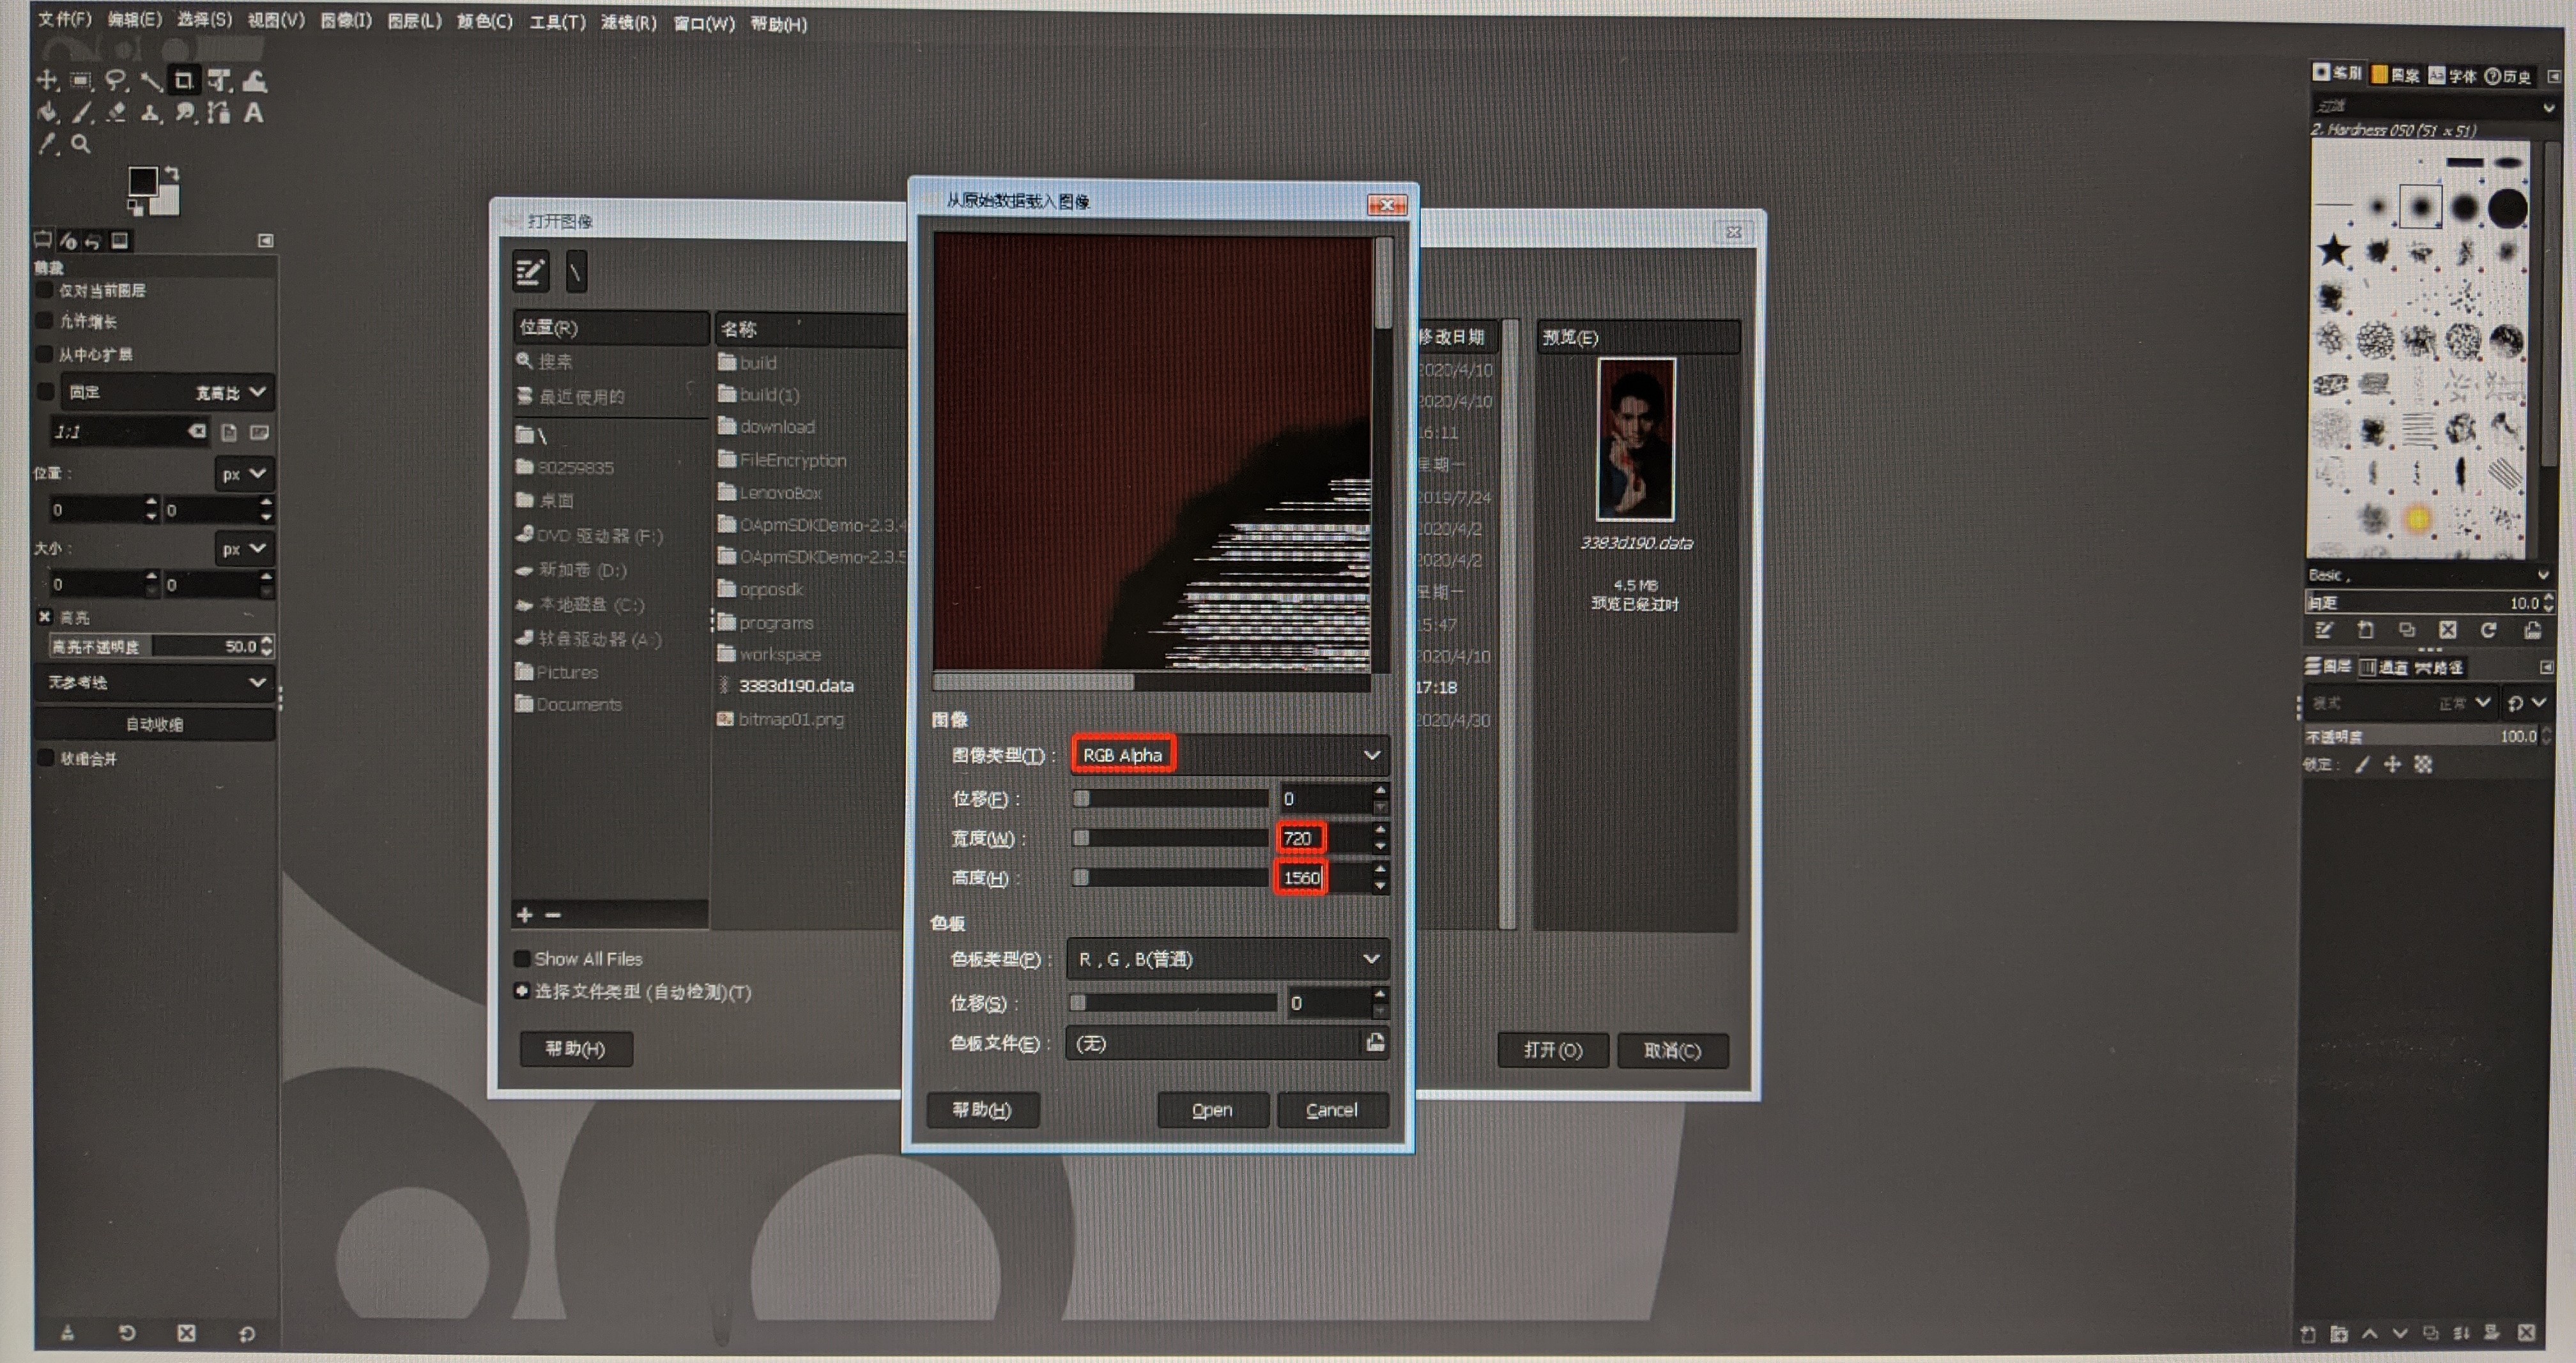 文件(F) 编辑(E) 选择(S) 视图(V) 图像(I) 图层(L) 颜色(C) 工具(T) 滤镜(R) 窗口(W) 帮助(H)
剪裁
仅对当前图层
允许增长
从中心扩展
固定 宽高比
1:1
位置: px
0 0
大小: px
0 0
高亮
高亮不透明度 50.0
无参考线
自动收缩
收缩合并
打开图像
\
位置(R)
搜索
最近使用的
\
80259835
桌面
DVD 驱动器 (F:)
新加卷 (D:)
本地磁盘 (C:)
软盘驱动器 (A:)
Pictures
Documents
名称
build
build(1)
download
FileEncryption
LenovoBox
OApmSDKDemo-2.3.4
OApmSDKDemo-2.3.5
opposdk
programs
workspace
3383d190.data
bitmap01.png
Show All Files
选择文件类型 (自动检测)(T)
帮助(H)
从原始数据载入图像
图像
图像类型(T): RGB Alpha
位移(F): 0
宽度(W): 720
高度(H): 1560
色板
色板类型(P): R , G , B(普通)
位移(S): 0
色板文件(E): (无)
帮助(H) Open Cancel
修改日期
2020/4/10
2020/4/10
16:11
星期一
2019/7/24
2020/4/2
2020/4/2
星期一
15:47
2020/4/10
17:18
2020/4/30
预览(E)
3383d190.data
4.5 MB
预览已经过时
打开(O) 取消(C)
笔刷 图案 Aa 字体 历史
过滤
2. Hardness 050 (51 x 51)
Basic ,
间距 10.0
图层 通道 路径
模式 正常
不透明度 100.0
锁定: